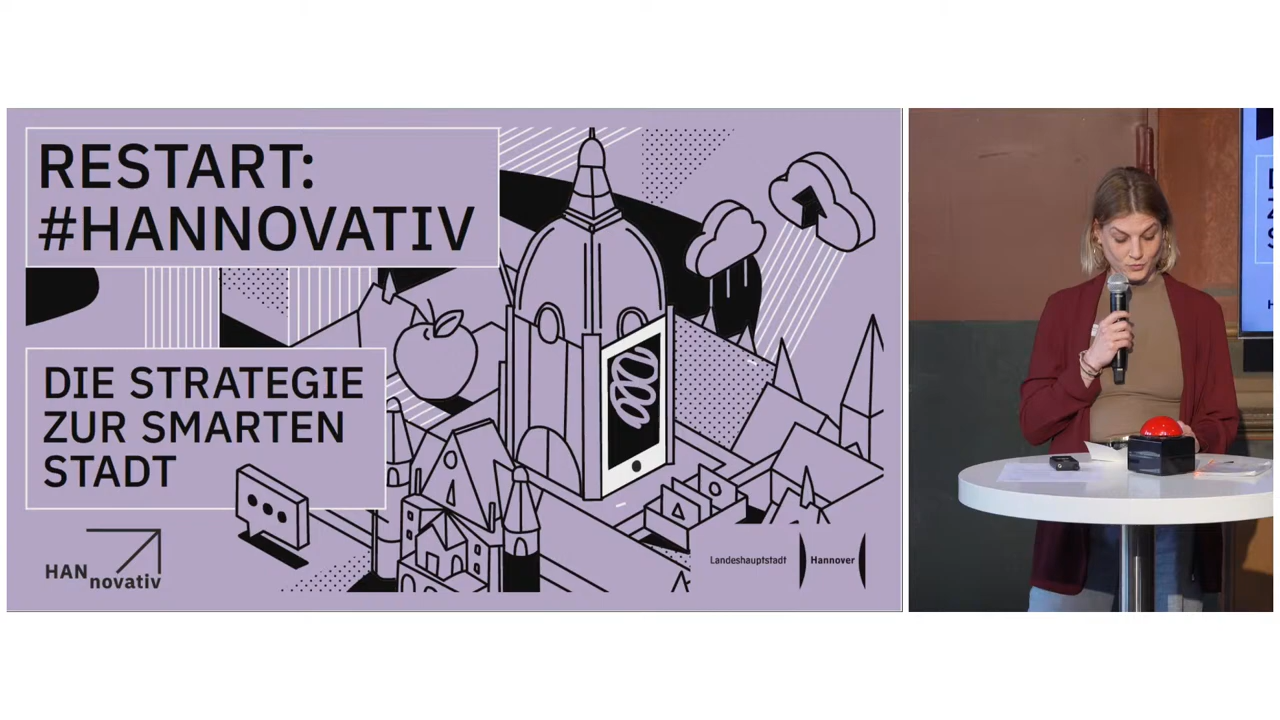 RESTART:
#HANNOVATIV
DIE STRATEGIE
ZUR SMARTEN
STADT
HAN
novativ
Landeshauptstadt Hannover